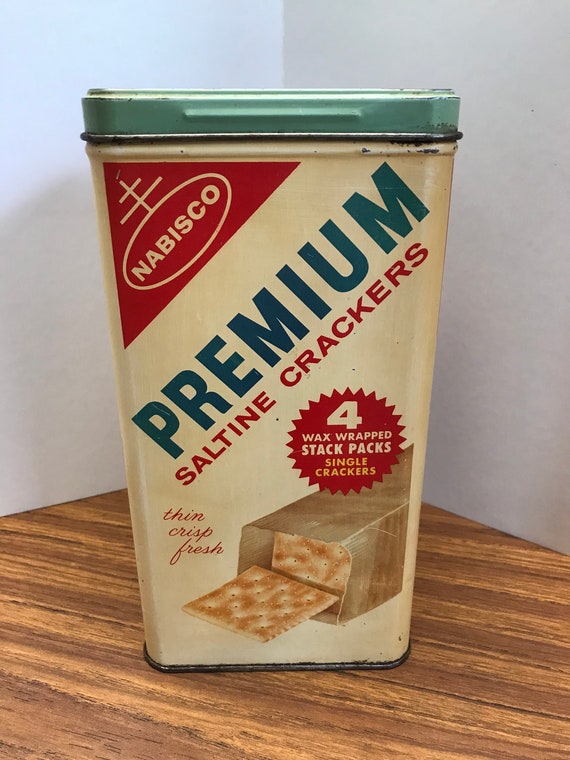 NABISCO
PREMIUM
SALTINE CRACKERS
4
WAX WRAPPED
STACK PACKS
SINGLE
CRACKERS
thin
crisp
fresh